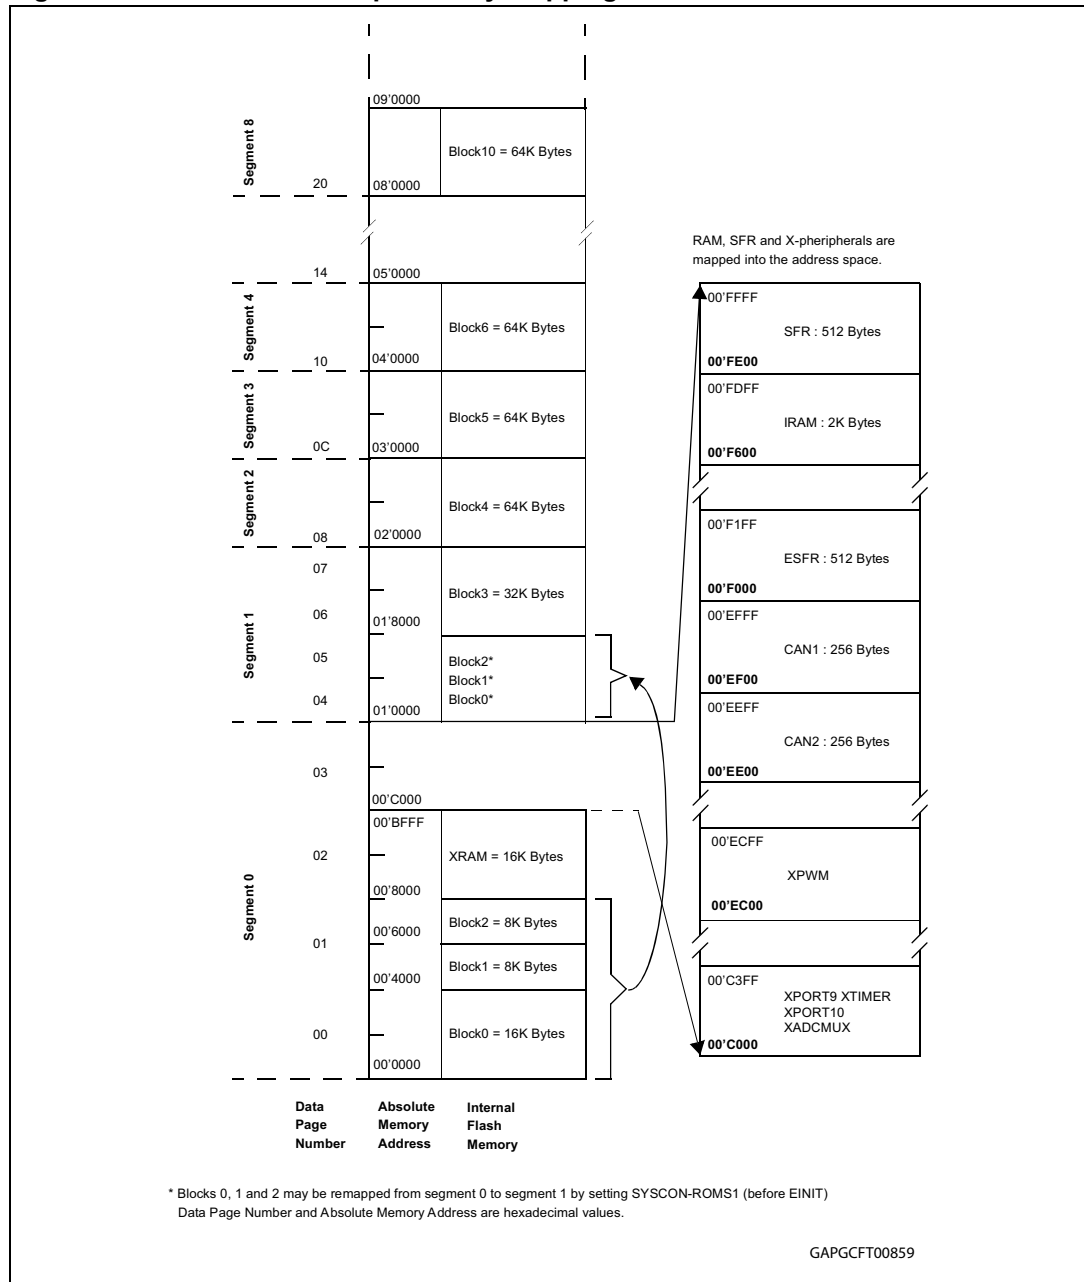 09'0000
Segment 8
Block10 = 64K Bytes
20
08'0000
14
05'0000
Segment 4
Block6 = 64K Bytes
10
04'0000
Segment 3
Block5 = 64K Bytes
0C
03'0000
Segment 2
Block4 = 64K Bytes
08
02'0000
Segment 1
07
Block3 = 32K Bytes
06
01'8000
05
Block2*
Block1*
04
Block0*
01'0000
Segment 0
03
00'C000
00'BFFF
02
XRAM = 16K Bytes
00'8000
Block2 = 8K Bytes
00'6000
01
Block1 = 8K Bytes
00'4000
00
Block0 = 16K Bytes
00'0000
Data
Page
Number
Absolute
Memory
Address
Internal
Flash
Memory
RAM, SFR and X-pheripherals are
mapped into the address space.
00'FFFF
SFR : 512 Bytes
00'FE00
00'FDFF
IRAM : 2K Bytes
00'F600
00'F1FF
ESFR : 512 Bytes
00'F000
00'EFFF
CAN1 : 256 Bytes
00'EF00
00'EEFF
CAN2 : 256 Bytes
00'EE00
00'ECFF
XPWM
00'EC00
00'C3FF
XPORT9 XTIMER
XPORT10
XADCMUX
00'C000
* Blocks 0, 1 and 2 may be remapped from segment 0 to segment 1 by setting SYSCON-ROMS1 (before EINIT)
Data Page Number and Absolute Memory Address are hexadecimal values.
GAPGCFT00859